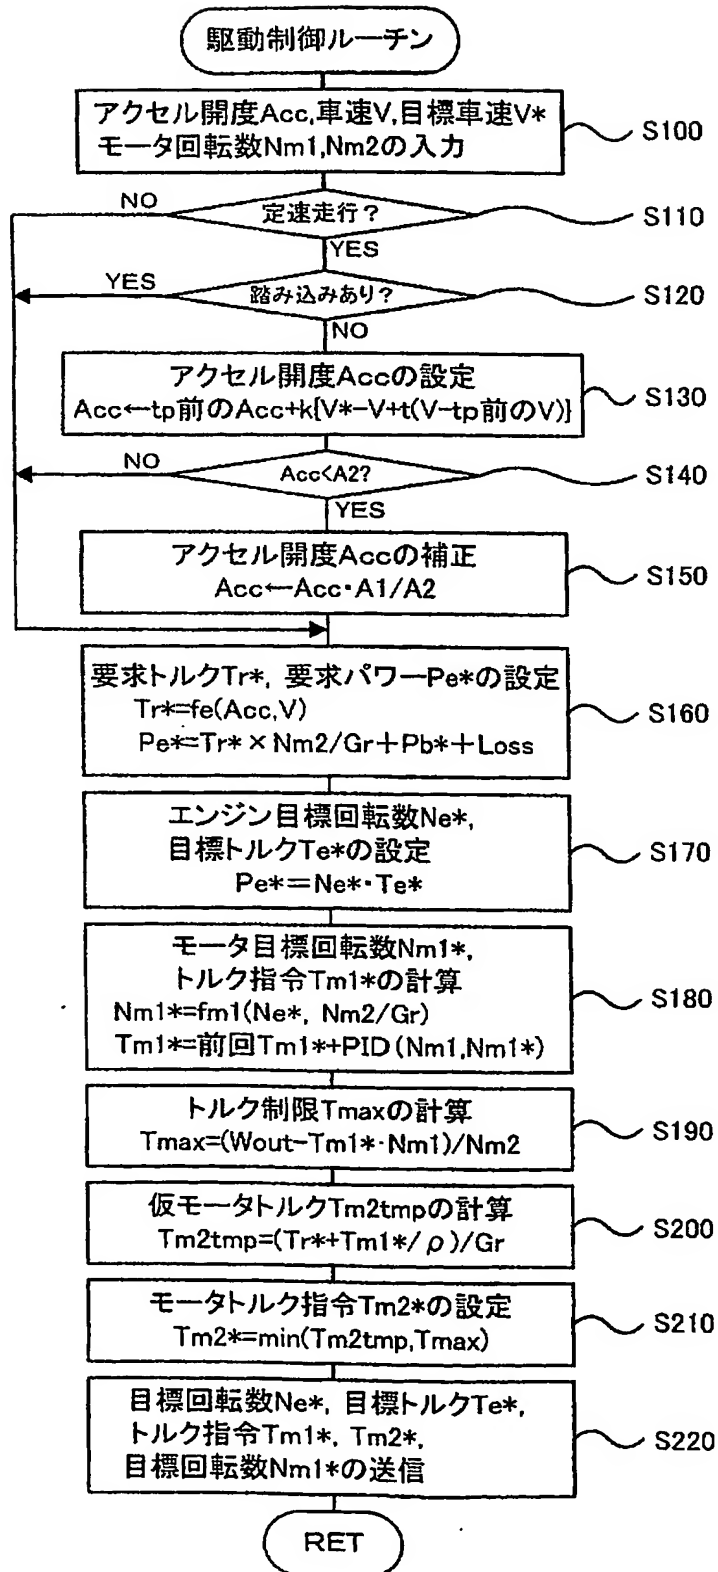 駆動制御ルーチン
アクセル開度Acc,車速V,目標車速V*
モータ回転数Nm1,Nm2の入力
S100
NO
定速走行?
S110
YES
YES
踏み込みあり?
S120
NO
アクセル開度Accの設定
Acc←tp前のAcc+k{V*-V+t(V-tp前のV)}
S130
NO
Acc<A2?
S140
YES
アクセル開度Accの補正
Acc←Acc・A1/A2
S150
要求トルクTr*, 要求パワーPe*の設定
Tr*=fe(Acc,V)
Pe*=Tr*×Nm2/Gr+Pb*+Loss
S160
エンジン目標回転数Ne*,
目標トルクTe*の設定
Pe*=Ne*・Te*
S170
モータ目標回転数Nm1*,
トルク指令Tm1*の計算
Nm1*=fm1(Ne*, Nm2/Gr)
Tm1*=前回Tm1*+PID(Nm1,Nm1*)
S180
トルク制限Tmaxの計算
Tmax=(Wout-Tm1*・Nm1)/Nm2
S190
仮モータトルクTm2tmpの計算
Tm2tmp=(Tr*+Tm1*/ρ)/Gr
S200
モータトルク指令Tm2*の設定
Tm2*=min(Tm2tmp,Tmax)
S210
目標回転数Ne*, 目標トルクTe*,
トルク指令Tm1*, Tm2*,
目標回転数Nm1*の送信
S220
RET